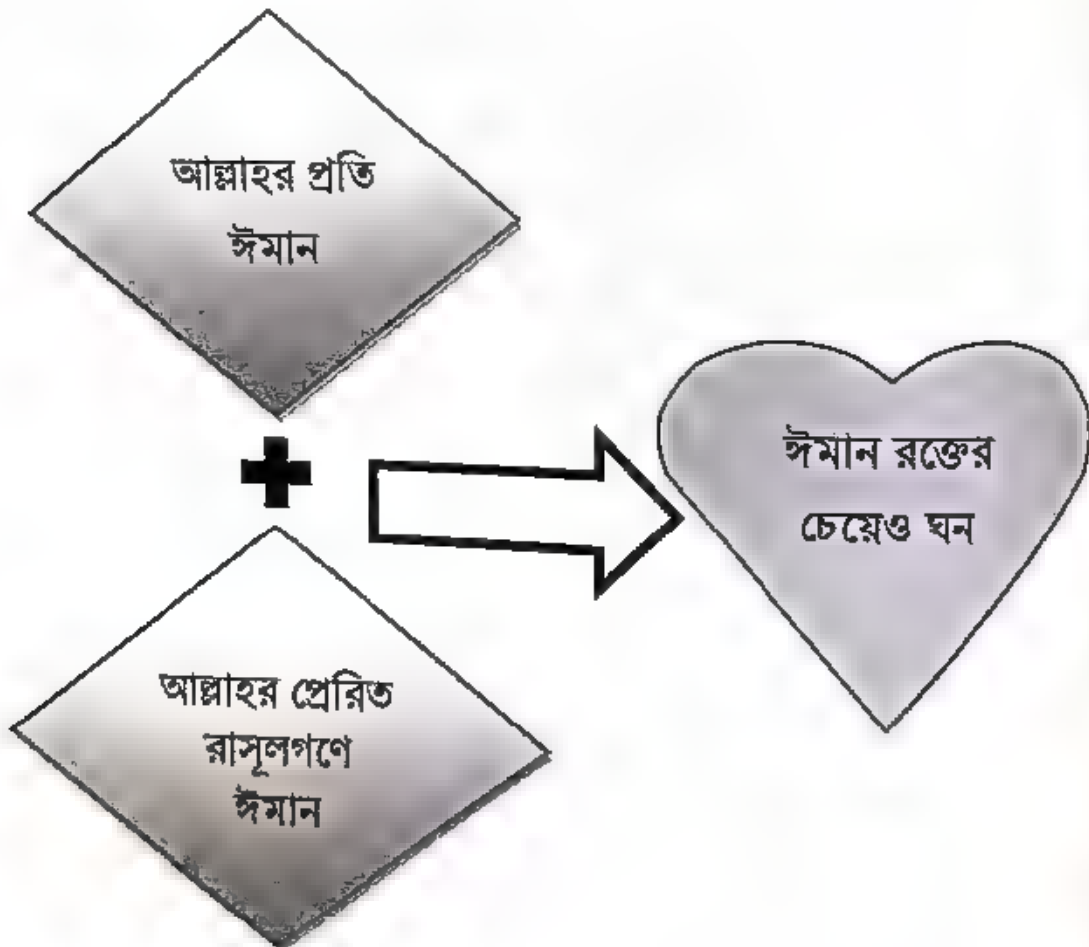 আল্লাহর প্রতি
ঈমান
+
আল্লাহর প্রেরিত
রাসূলগণে
ঈমান
ঈমান রক্তের
চেয়েও ঘন